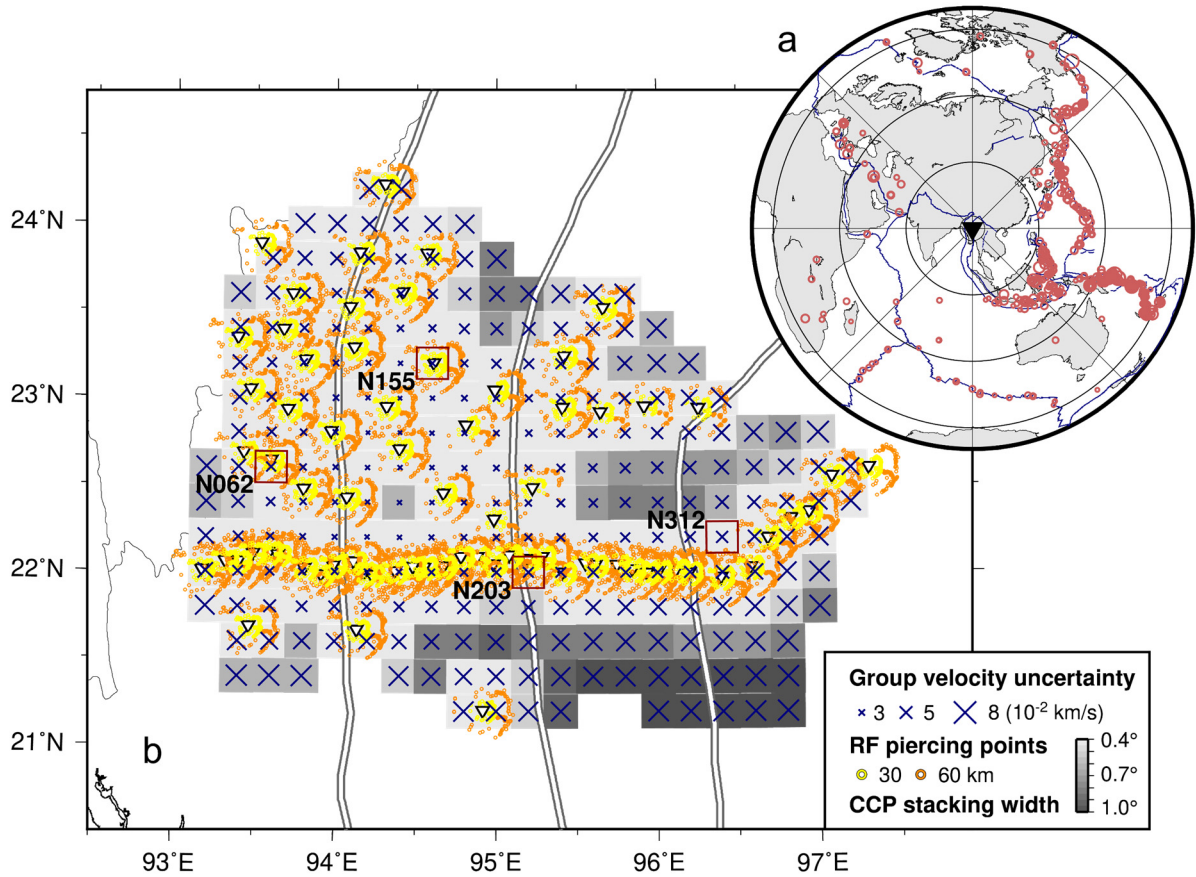 a
24°N
23°N
22°N
21°N
N155
N062
N312
N203
b
93°E
94°E
95°E
96°E
97°E
Group velocity uncertainty
3 5 8 (10⁻² km/s)
RF piercing points
30 60 km
CCP stacking width
0.4°
0.7°
1.0°